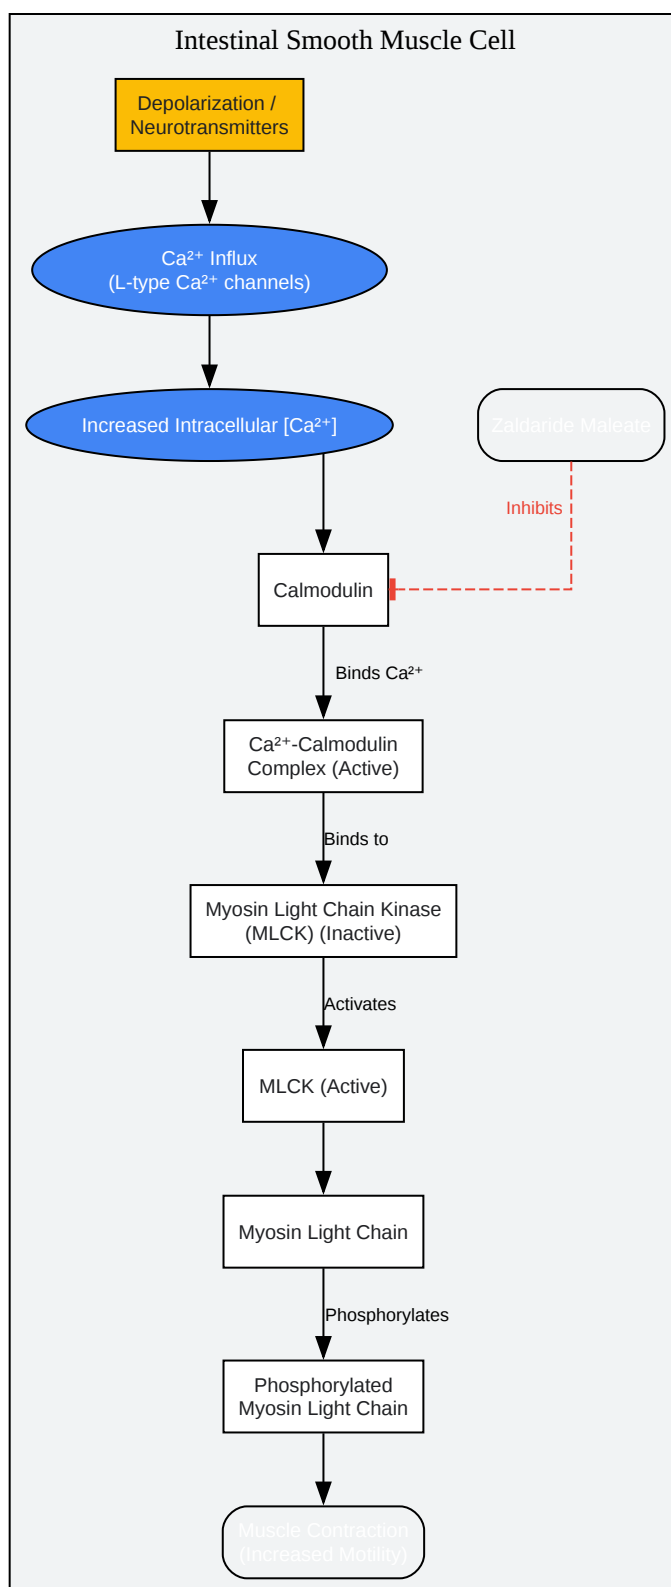 Intestinal Smooth Muscle Cell
Depolarization /
Neurotransmitters
Ca²⁺ Influx
(L-type Ca²⁺ channels)
Increased Intracellular [Ca²⁺]
Zaldaride Maleate
Inhibits
Calmodulin
Binds Ca²⁺
Ca²⁺-Calmodulin
Complex (Active)
Binds to
Myosin Light Chain Kinase
(MLCK) (Inactive)
Activates
MLCK (Active)
Myosin Light Chain
Phosphorylates
Phosphorylated
Myosin Light Chain
Muscle Contraction
(Increased Motility)